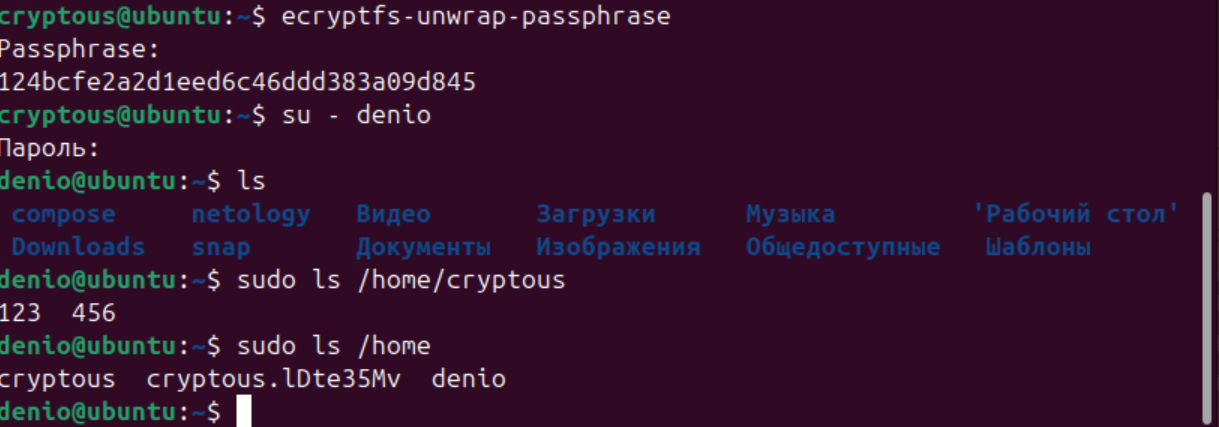 cryptous@ubuntu:~$ ecryptfs-unwrap-passphrase
Passphrase:
124bcfe2a2d1eed6c46ddd383a09d845
cryptous@ubuntu:~$ su - denio
Пароль:
denio@ubuntu:~$ ls
compose netology Видео Загрузки Музыка 'Рабочий стол'
Downloads snap Документы Изображения Общедоступные Шаблоны
denio@ubuntu:~$ sudo ls /home/cryptous
123 456
denio@ubuntu:~$ sudo ls /home
cryptous cryptous.lDte35Mv denio
denio@ubuntu:~$